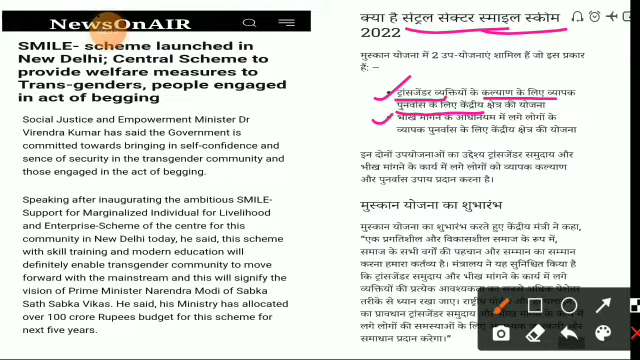 NewsOnAIR
SMILE- scheme launched in
New Delhi; Central Scheme to
provide welfare measures to
Trans-genders, people engaged
in act of begging
Social Justice and Empowerment Minister Dr
Virendra Kumar has said the Government is
committed towards bringing in self-confidence and
sence of security in the transgender community and
those engaged in the act of begging.
Speaking after inaugurating the ambitious SMILE-
Support for Marginalized Individual for Livelihood
and Enterprise-Scheme of the centre for this
community in New Delhi today, he said, this scheme
with skill training and modern education will
definitely enable transgender community to move
forward with the mainstream and this will signify the
vision of Prime Minister Narendra Modi of Sabka
Sath Sabka Vikas. He said, his Ministry has allocated
over 100 crore Rupees budget for this scheme for
next five years.
क्या है सेंट्रल सेक्टर स्माइल स्कीम
2022
मुस्कान योजना में 2 उप-योजनाएं शामिल हैं जो इस प्रकार
हैं: –
• ट्रांसजेंडर व्यक्तियों के कल्याण के लिए व्यापक
पुनर्वास के लिए केंद्रीय क्षेत्र की योजना
• भीख मांगने के अधिनियम में लगे लोगों के
व्यापक पुनर्वास के लिए केंद्रीय क्षेत्र की योजना
इन दोनों उपयोजनाओं का उद्देश्य ट्रांसजेंडर समुदाय और
भीख मांगने के कार्य में लगे लोगों को व्यापक कल्याण
और पुनर्वास उपाय प्रदान करना है।
मुस्कान योजना का शुभारंभ
मुस्कान योजना का शुभारंभ करते हुए केंद्रीय मंत्री ने कहा,
"एक प्रगतिशील और विकासशील समाज के रूप में,
समाज के सभी वर्गों की पहचान और सम्मान का सम्मान
करना हमारा कर्तव्य है। मंत्रालय ने यह सुनिश्चित किया है
कि ट्रांसजेंडर समुदाय और भीख मांगने के कार्य में लगे
व्यक्तियों की प्रत्येक आवश्यकता का सबसे अधिक पेशेवर
तरीके से ध्यान रखा जाए। राष्ट्रीय
का प्रावधान ट्रांसजेंडर समुदाय और भीख मांगने के का
लगे लोगों की समस्याओं के लि
समाधान प्रदान करेगा।"